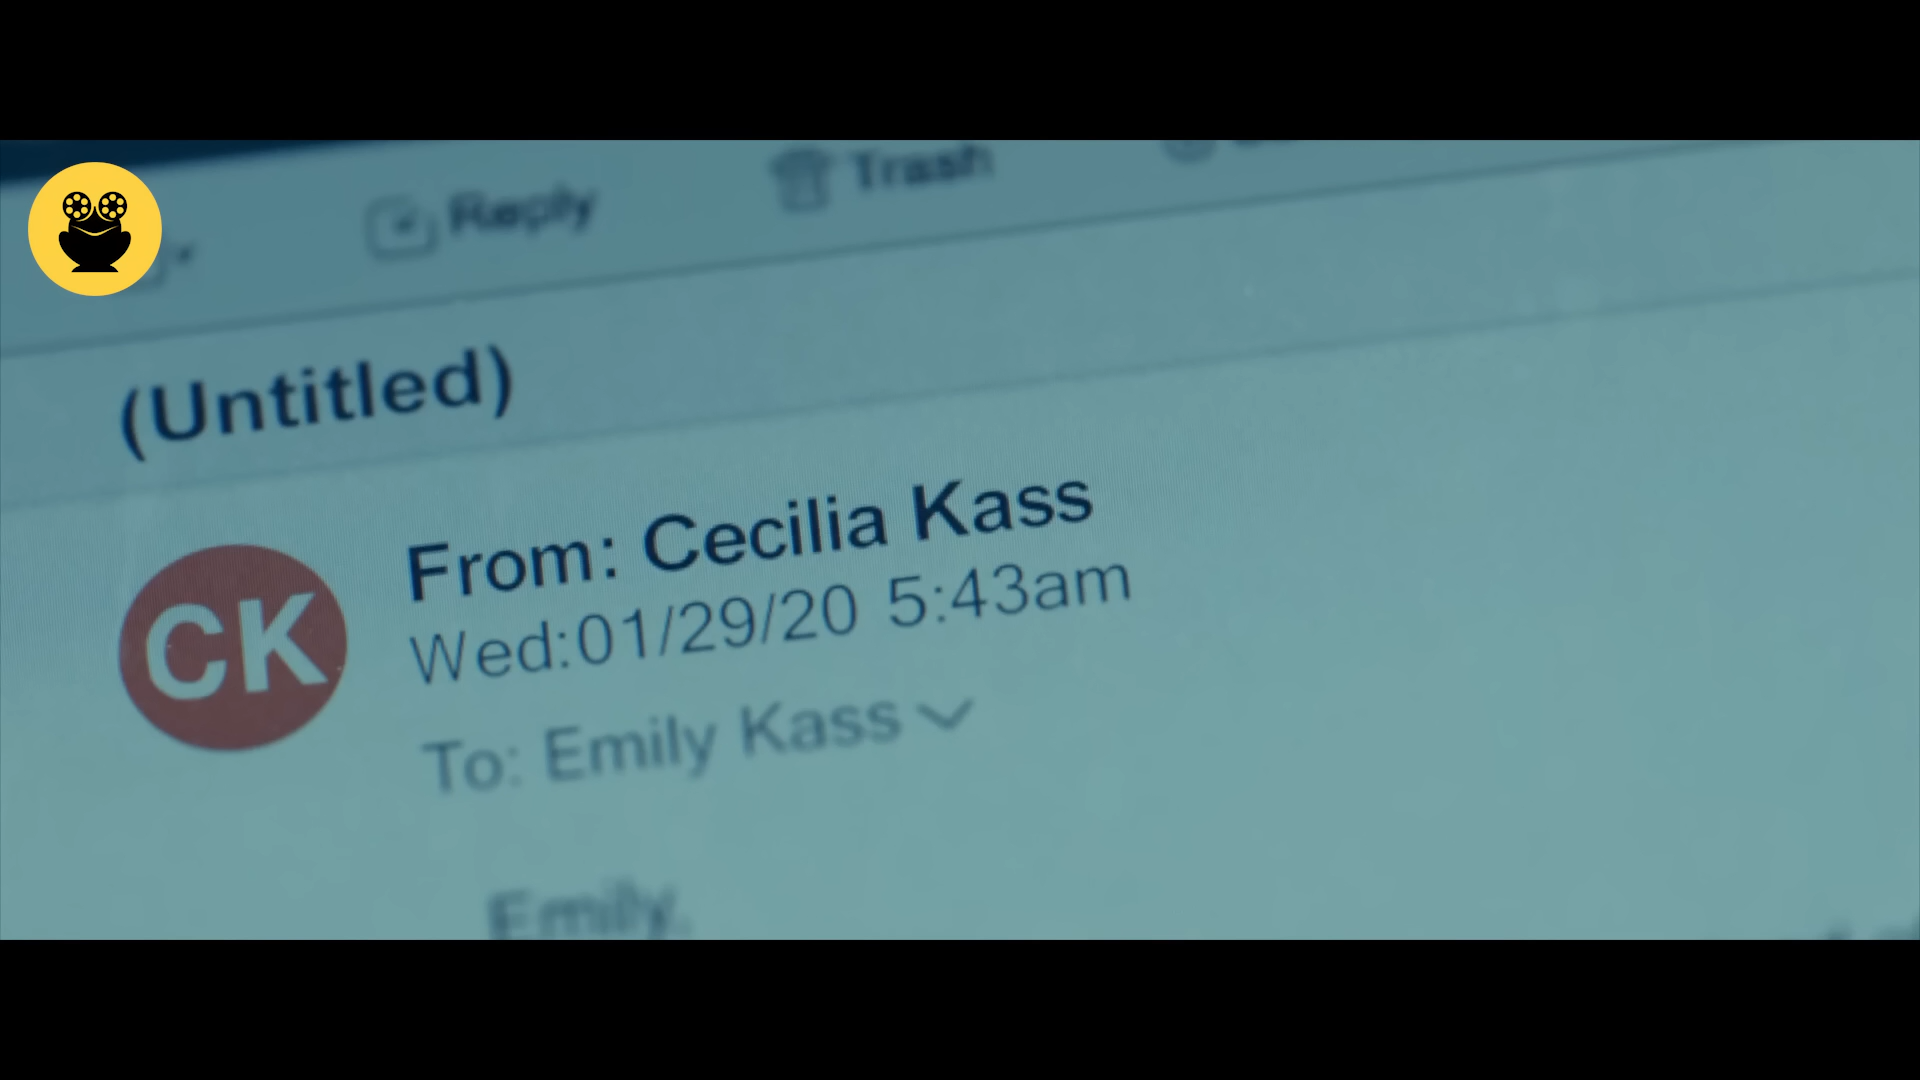 Reply
Trash
(Untitled)
CK
From: Cecilia Kass
Wed:01/29/20 5:43am
To: Emily Kass
Emily,